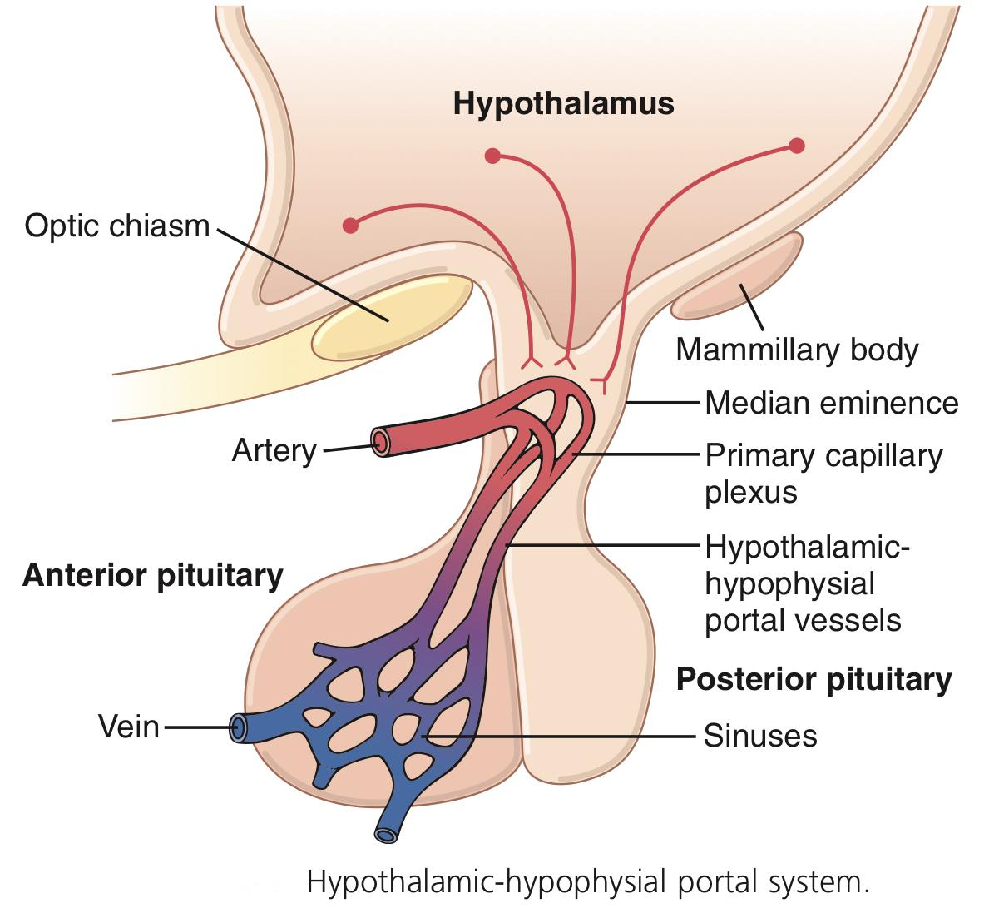 Hypothalamus
Optic chiasm
Mammillary body
Median eminence
Artery
Primary capillary
plexus
Hypothalamic-
hypophysial
portal vessels
Anterior pituitary
Posterior pituitary
Vein
Sinuses
Hypothalamic-hypophysial portal system.